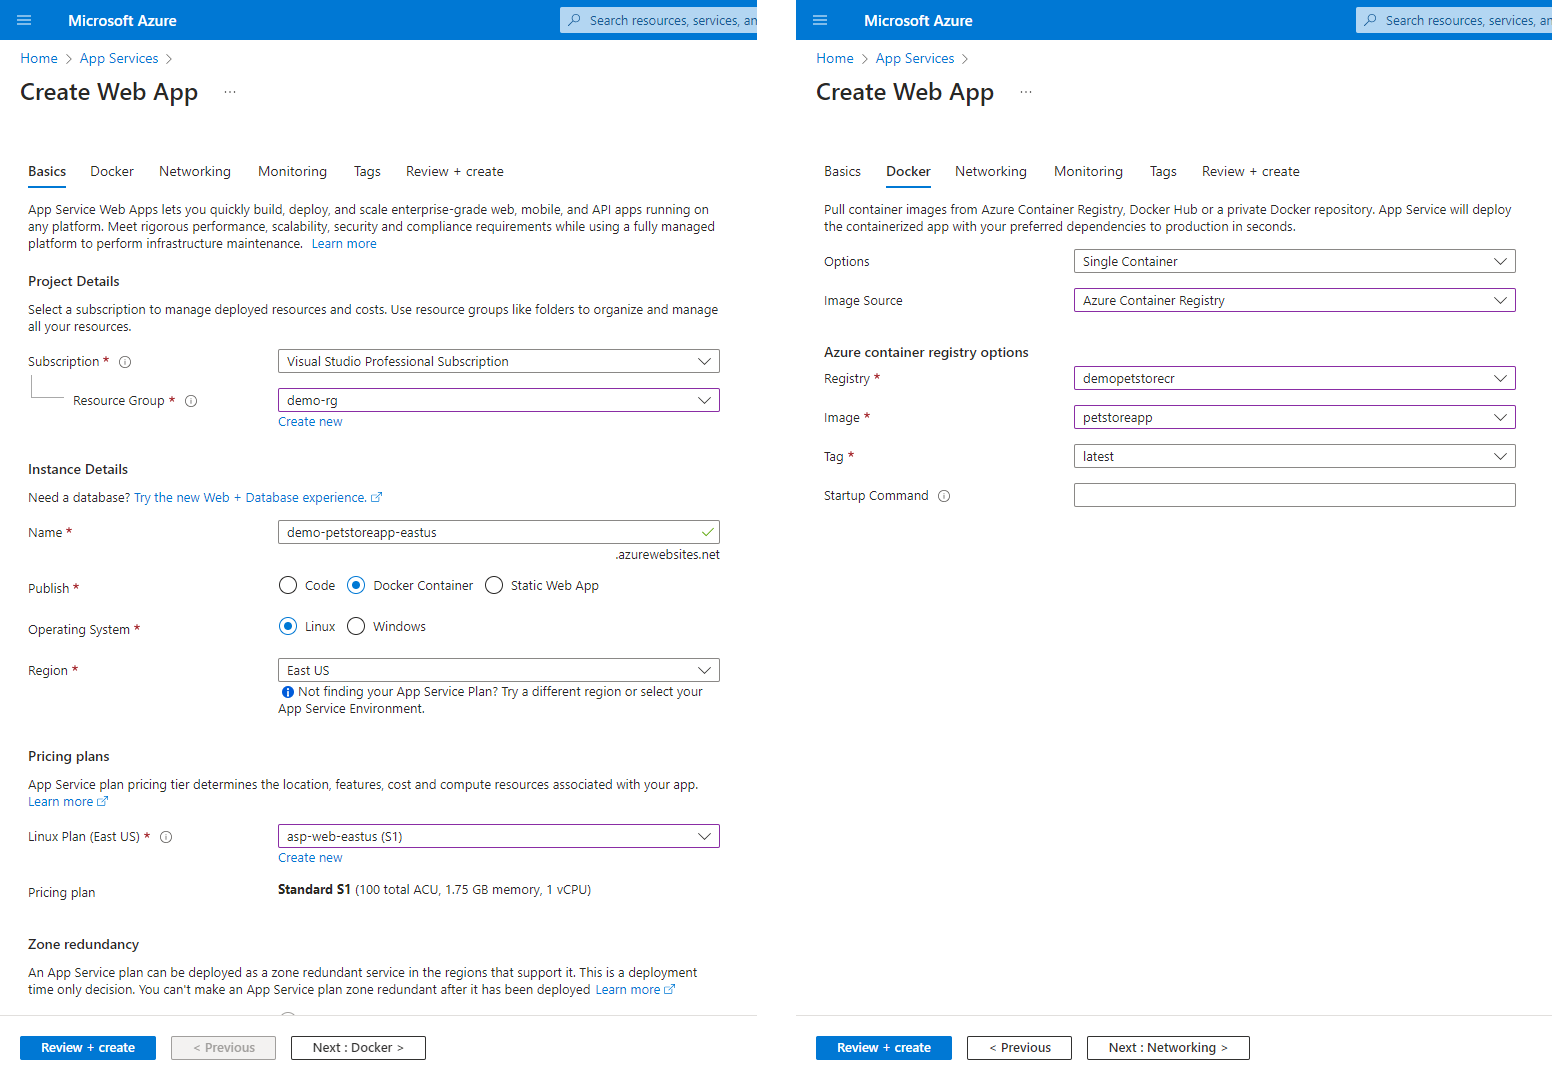 Microsoft Azure
Search resources, services, an
Home > App Services >
Create Web App ...
Basics Docker Networking Monitoring Tags Review + create
App Service Web Apps lets you quickly build, deploy, and scale enterprise-grade web, mobile, and API apps running on
any platform. Meet rigorous performance, scalability, security and compliance requirements while using a fully managed
platform to perform infrastructure maintenance. Learn more
Project Details
Select a subscription to manage deployed resources and costs. Use resource groups like folders to organize and manage
all your resources.
Subscription * Visual Studio Professional Subscription
Resource Group * demo-rg
Create new
Instance Details
Need a database? Try the new Web + Database experience.
Name * demo-petstoreapp-eastus
.azurewebsites.net
Publish * Code Docker Container Static Web App
Operating System * Linux Windows
Region * East US
Not finding your App Service Plan? Try a different region or select your
App Service Environment.
Pricing plans
App Service plan pricing tier determines the location, features, cost and compute resources associated with your app.
Learn more
Linux Plan (East US) * asp-web-eastus (S1)
Create new
Pricing plan Standard S1 (100 total ACU, 1.75 GB memory, 1 vCPU)
Zone redundancy
An App Service plan can be deployed as a zone redundant service in the regions that support it. This is a deployment
time only decision. You can't make an App Service plan zone redundant after it has been deployed Learn more
Review + create < Previous Next : Docker >
Microsoft Azure
Search resources, services, an
Home > App Services >
Create Web App ...
Basics Docker Networking Monitoring Tags Review + create
Pull container images from Azure Container Registry, Docker Hub or a private Docker repository. App Service will deploy
the containerized app with your preferred dependencies to production in seconds.
Options Single Container
Image Source Azure Container Registry
Azure container registry options
Registry * demopetstorecr
Image * petstoreapp
Tag * latest
Startup Command
Review + create < Previous Next : Networking >